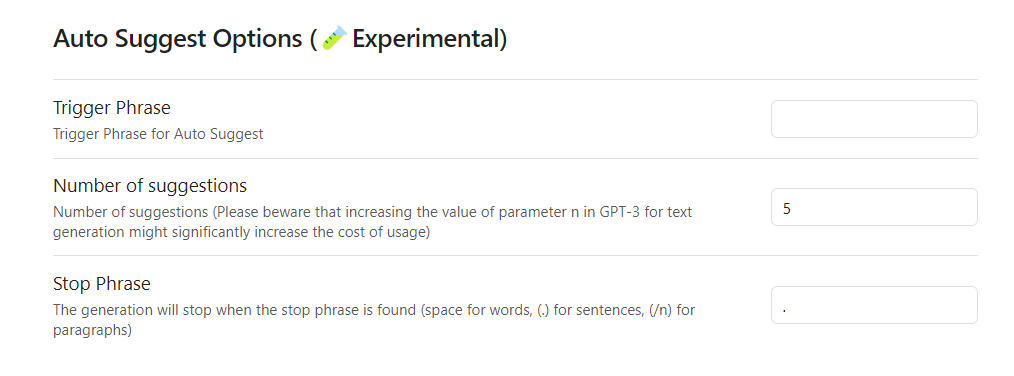 Auto Suggest Options (🧪 Experimental)
Trigger Phrase
Trigger Phrase for Auto Suggest
Number of suggestions
Number of suggestions (Please beware that increasing the value of parameter n in GPT-3 for text
generation might significantly increase the cost of usage)
5
Stop Phrase
The generation will stop when the stop phrase is found (space for words, (.) for sentences, (/n) for
paragraphs)
.